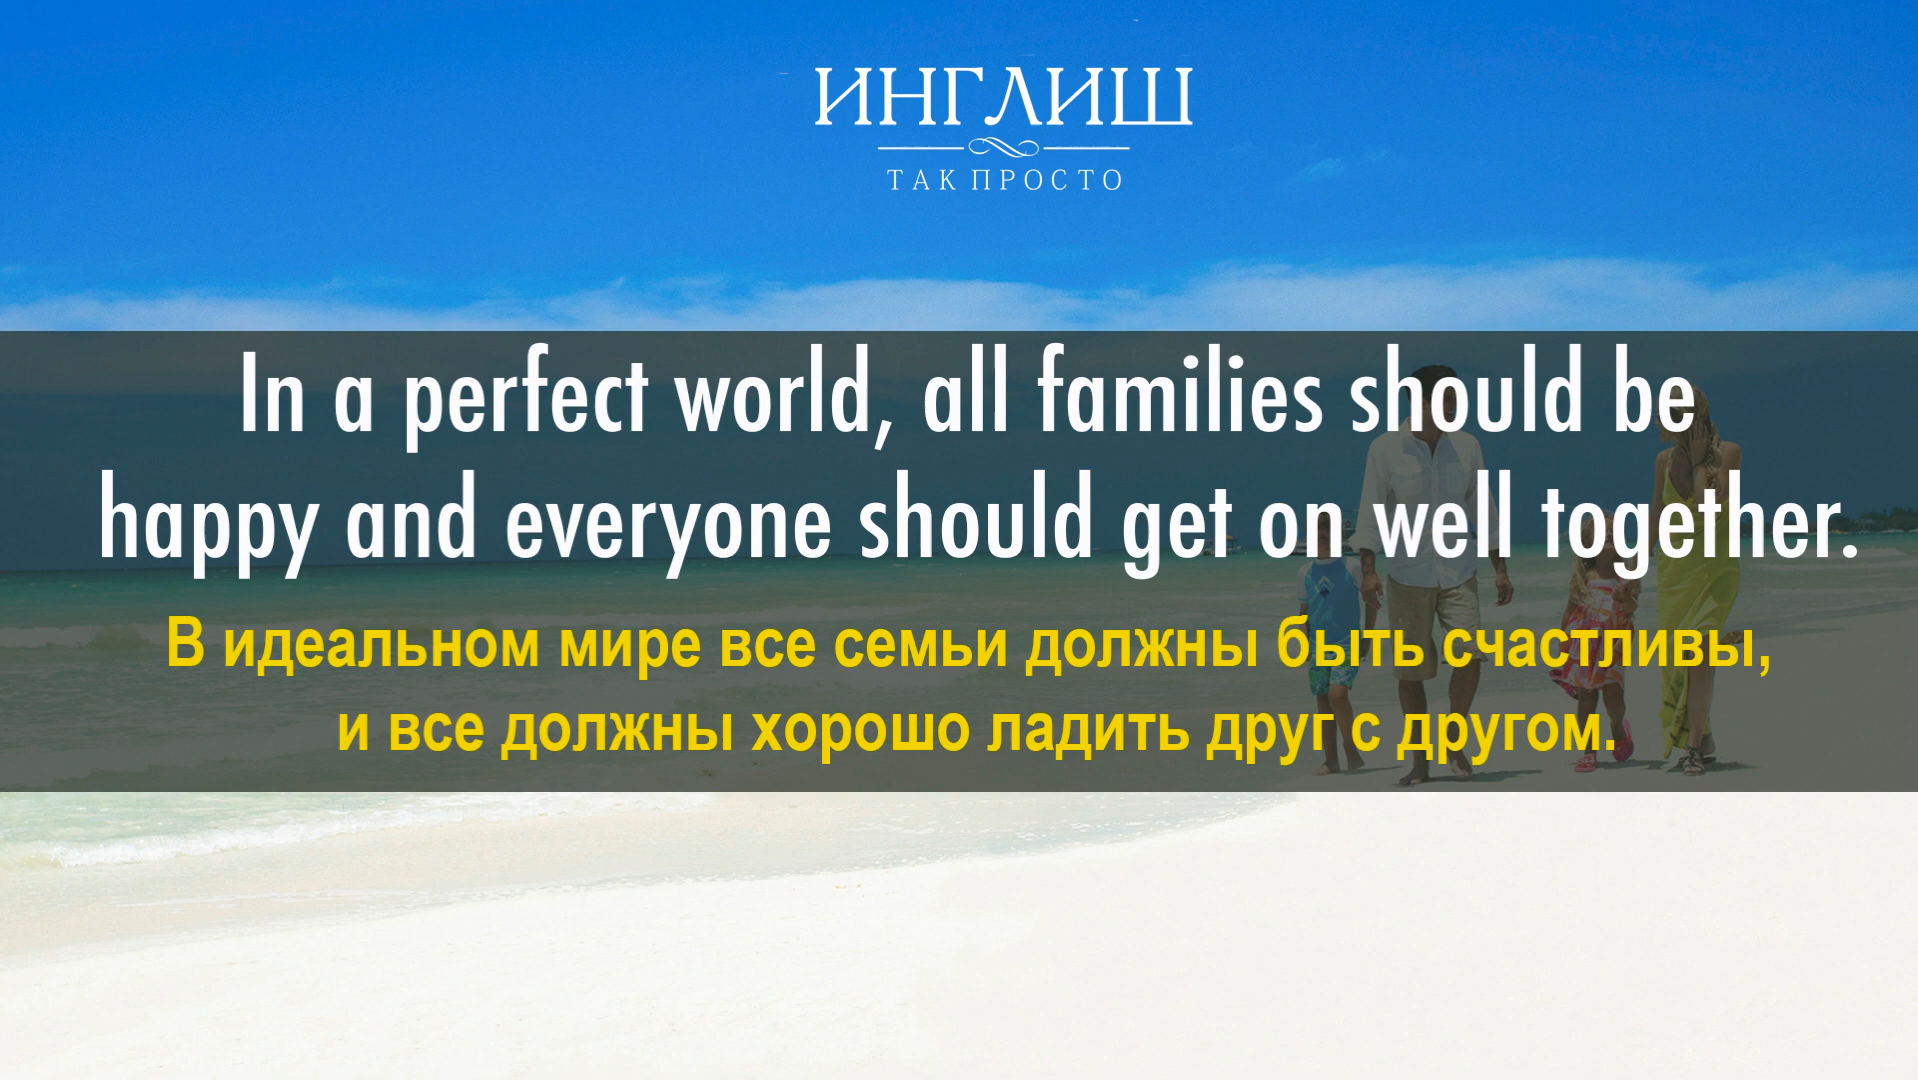 ИНГЛИШ
ТАК ПРОСТО
In a perfect world, all families should be
happy and everyone should get on well together.
В идеальном мире все семьи должны быть счастливы,
и все должны хорошо ладить друг с другом.